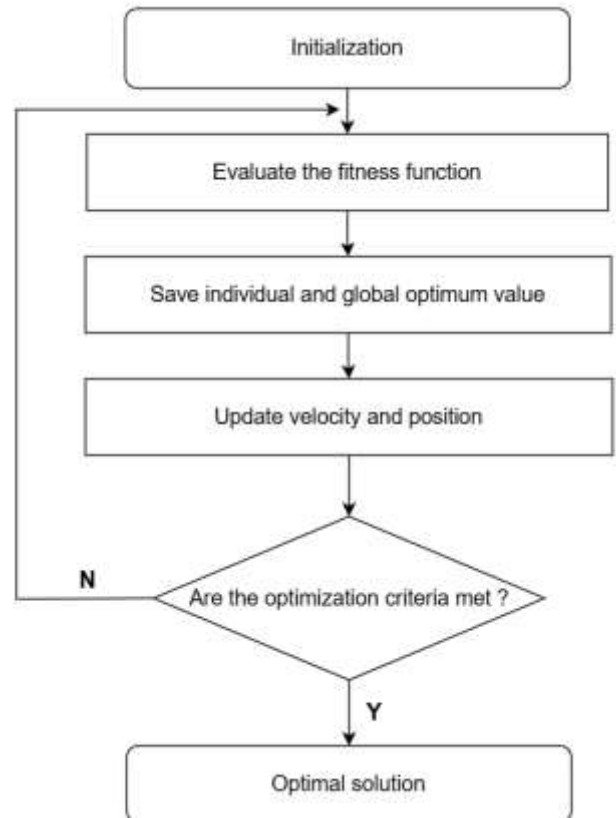 Initialization
Evaluate the fitness function
Save individual and global optimum value
Update velocity and position
N
Are the optimization criteria met ?
Y
Optimal solution